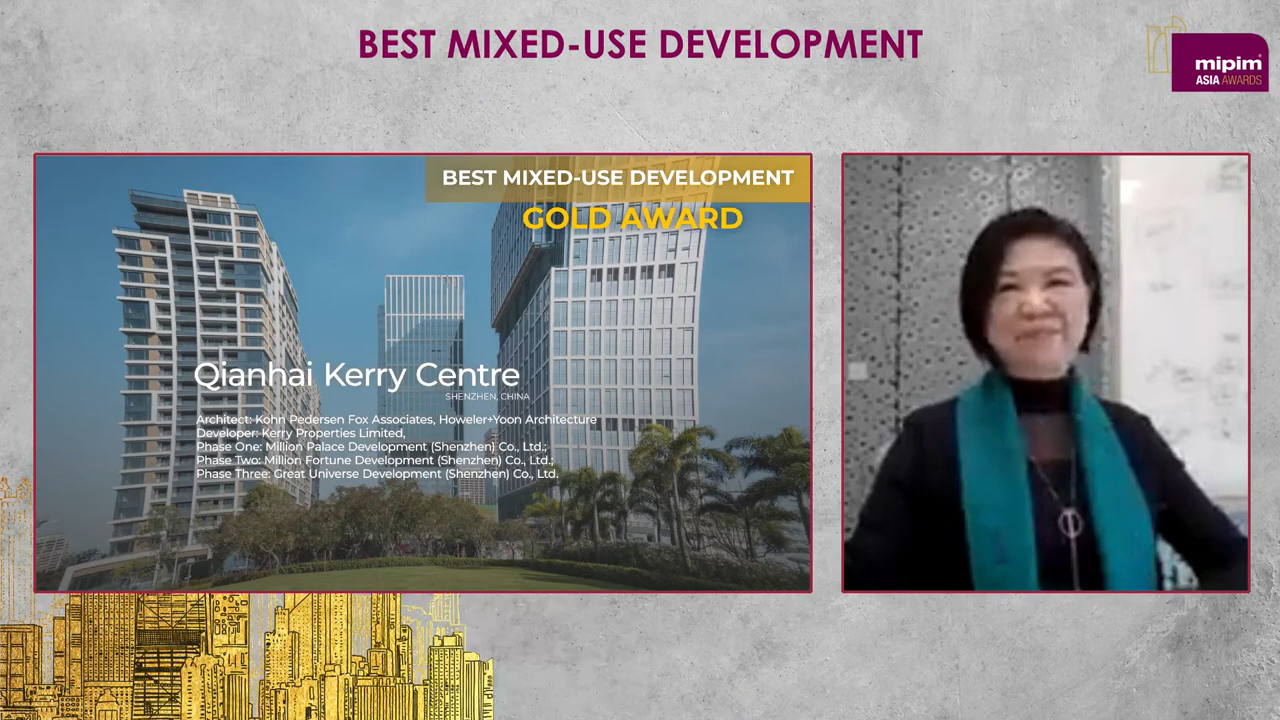 BEST MIXED-USE DEVELOPMENT
mipim
ASIA AWARDS
BEST MIXED-USE DEVELOPMENT
GOLD AWARD
Qianhai Kerry Centre
SHENZHEN, CHINA
Architect: Kohn Pedersen Fox Associates, Howeler+Yoon Architecture
Developer: Kerry Properties Limited,
Phase One: Million Palace Development (Shenzhen) Co., Ltd.;
Phase Two: Million Fortune Development (Shenzhen) Co., Ltd.;
Phase Three: Great Universe Development (Shenzhen) Co., Ltd.